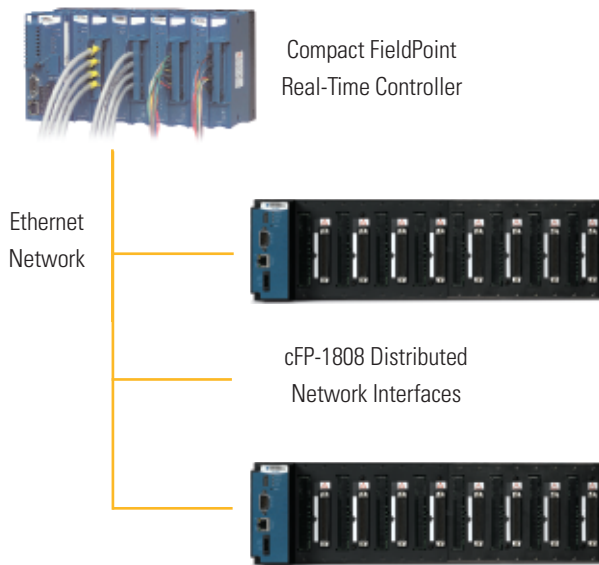 Compact FieldPoint
Real-Time Controller
Ethernet
Network
cFP-1808 Distributed
Network Interfaces